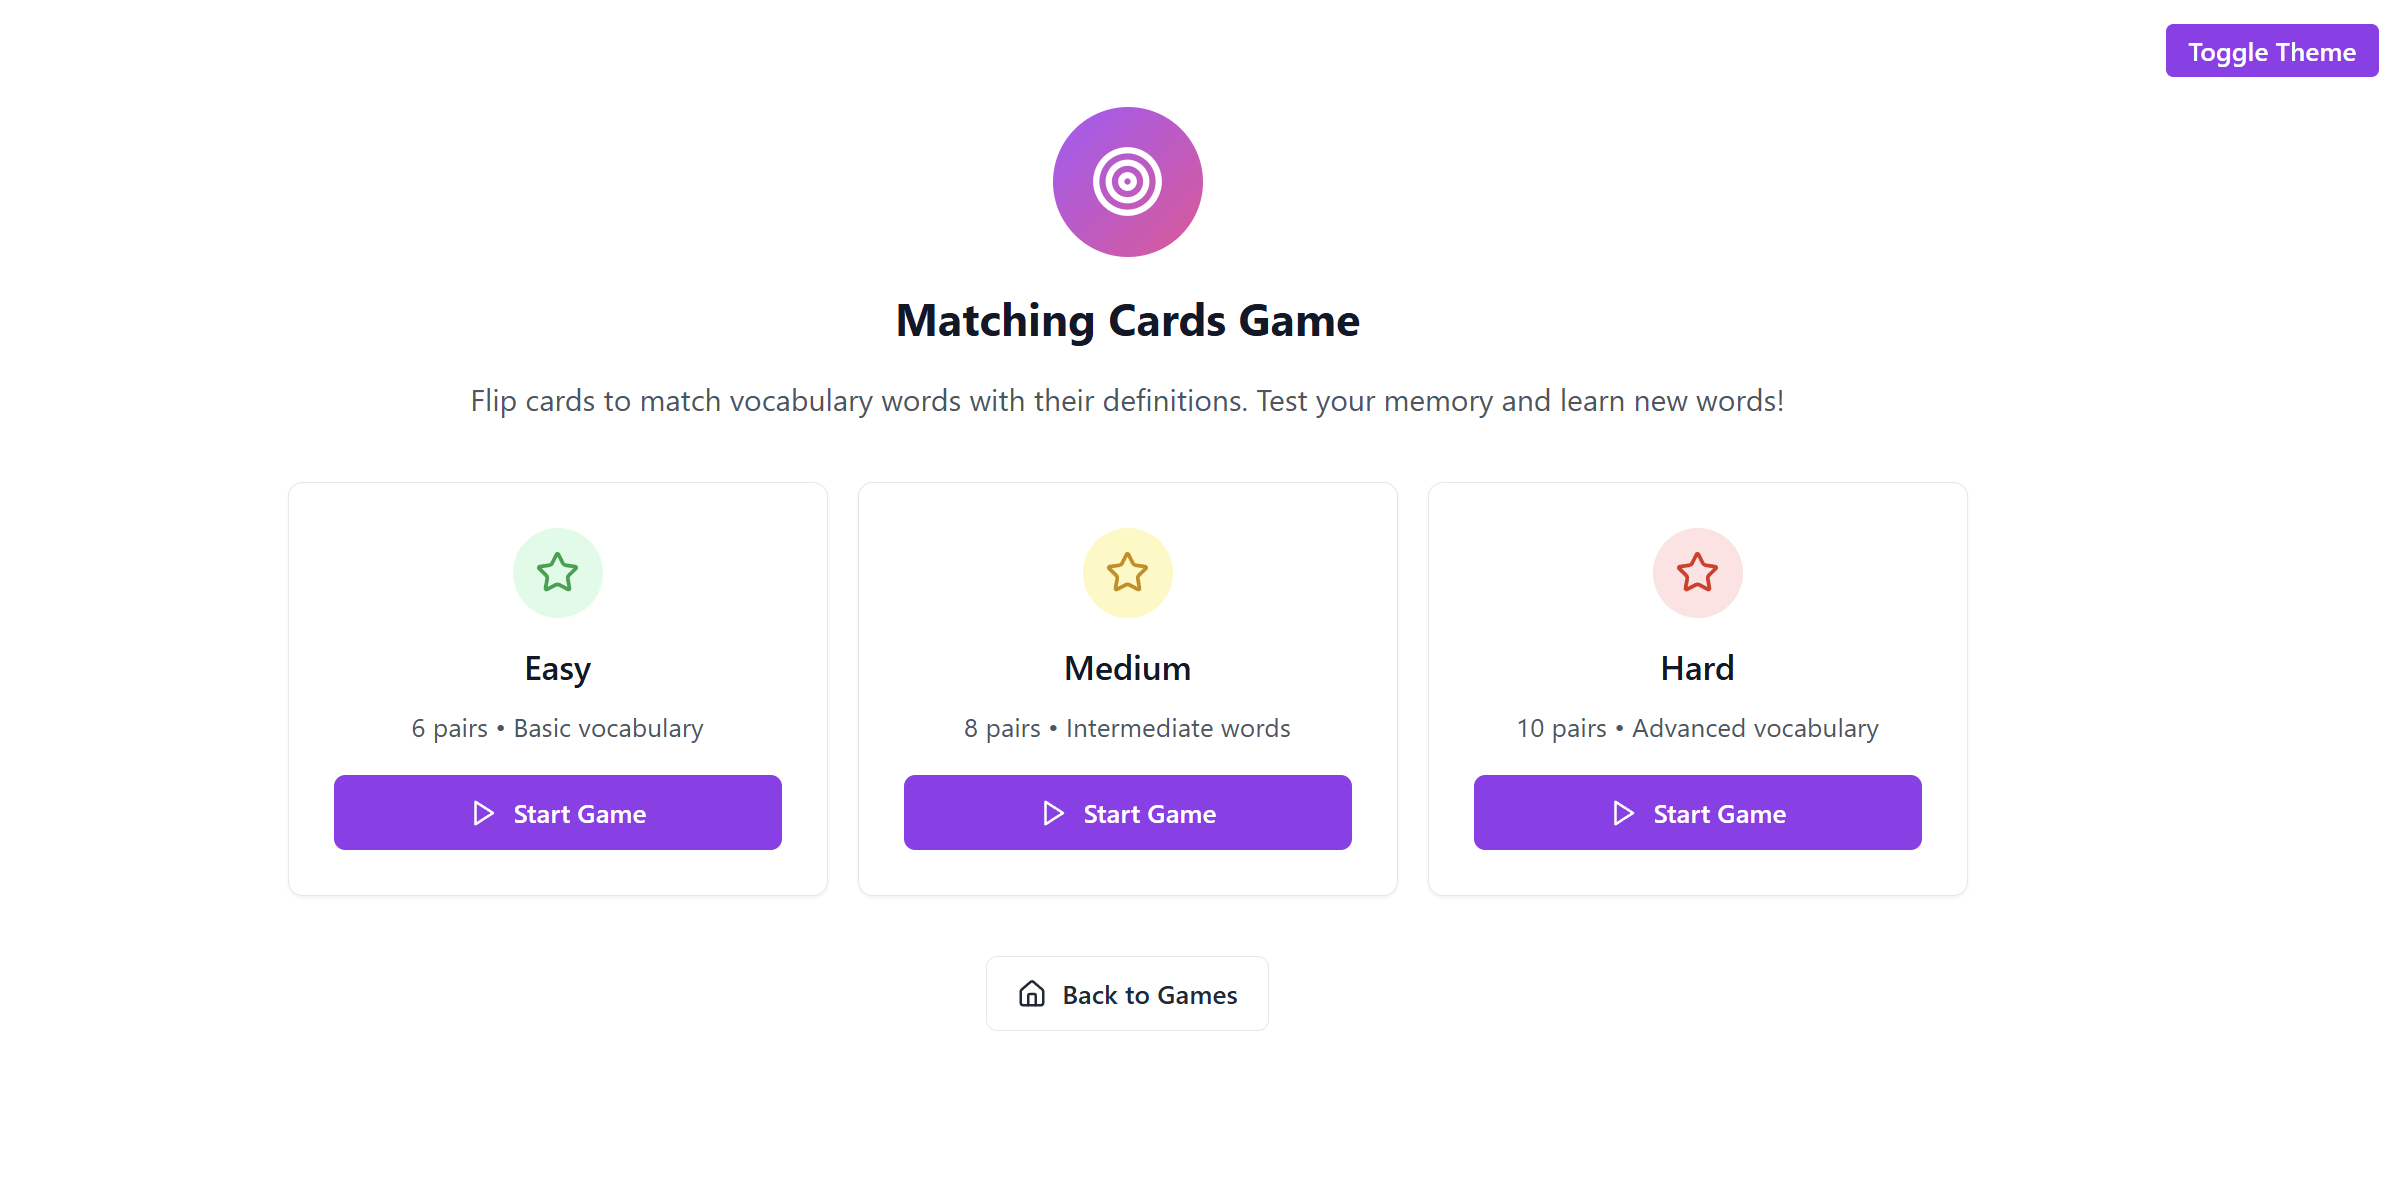 Toggle Theme
Matching Cards Game
Flip cards to match vocabulary words with their definitions. Test your memory and learn new words!
Easy
6 pairs • Basic vocabulary
Start Game
Medium
8 pairs • Intermediate words
Start Game
Hard
10 pairs • Advanced vocabulary
Start Game
Back to Games